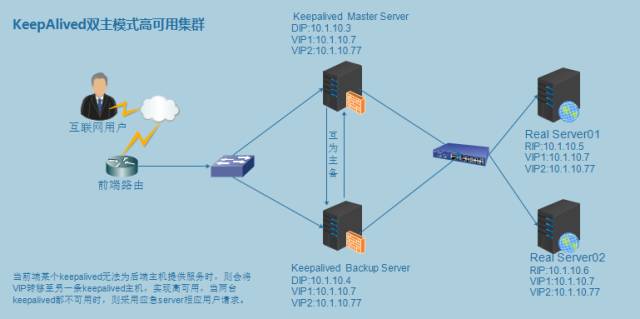 KeepAlived双主模式高可用集群
Keepalived Master Server
DIP:10.1.10.3
VIP1:10.1.10.7
VIP2:10.1.10.77
互联网用户
前端路由
互为主备
Real Server01
RIP:10.1.10.5
VIP1:10.1.10.7
VIP2:10.1.10.77
Keepalived Backup Server
DIP:10.1.10.4
VIP1:10.1.10.7
VIP2:10.1.10.77
Real Server02
RIP:10.1.10.6
VIP1:10.1.10.7
VIP2:10.1.10.77
当前端某个keepalived无法为后端主机提供服务时，则会将
VIP转移至另一条keepalived主机，实现高可用，当两台
keepalived都不可用时，则采用应急server相应用户请求。